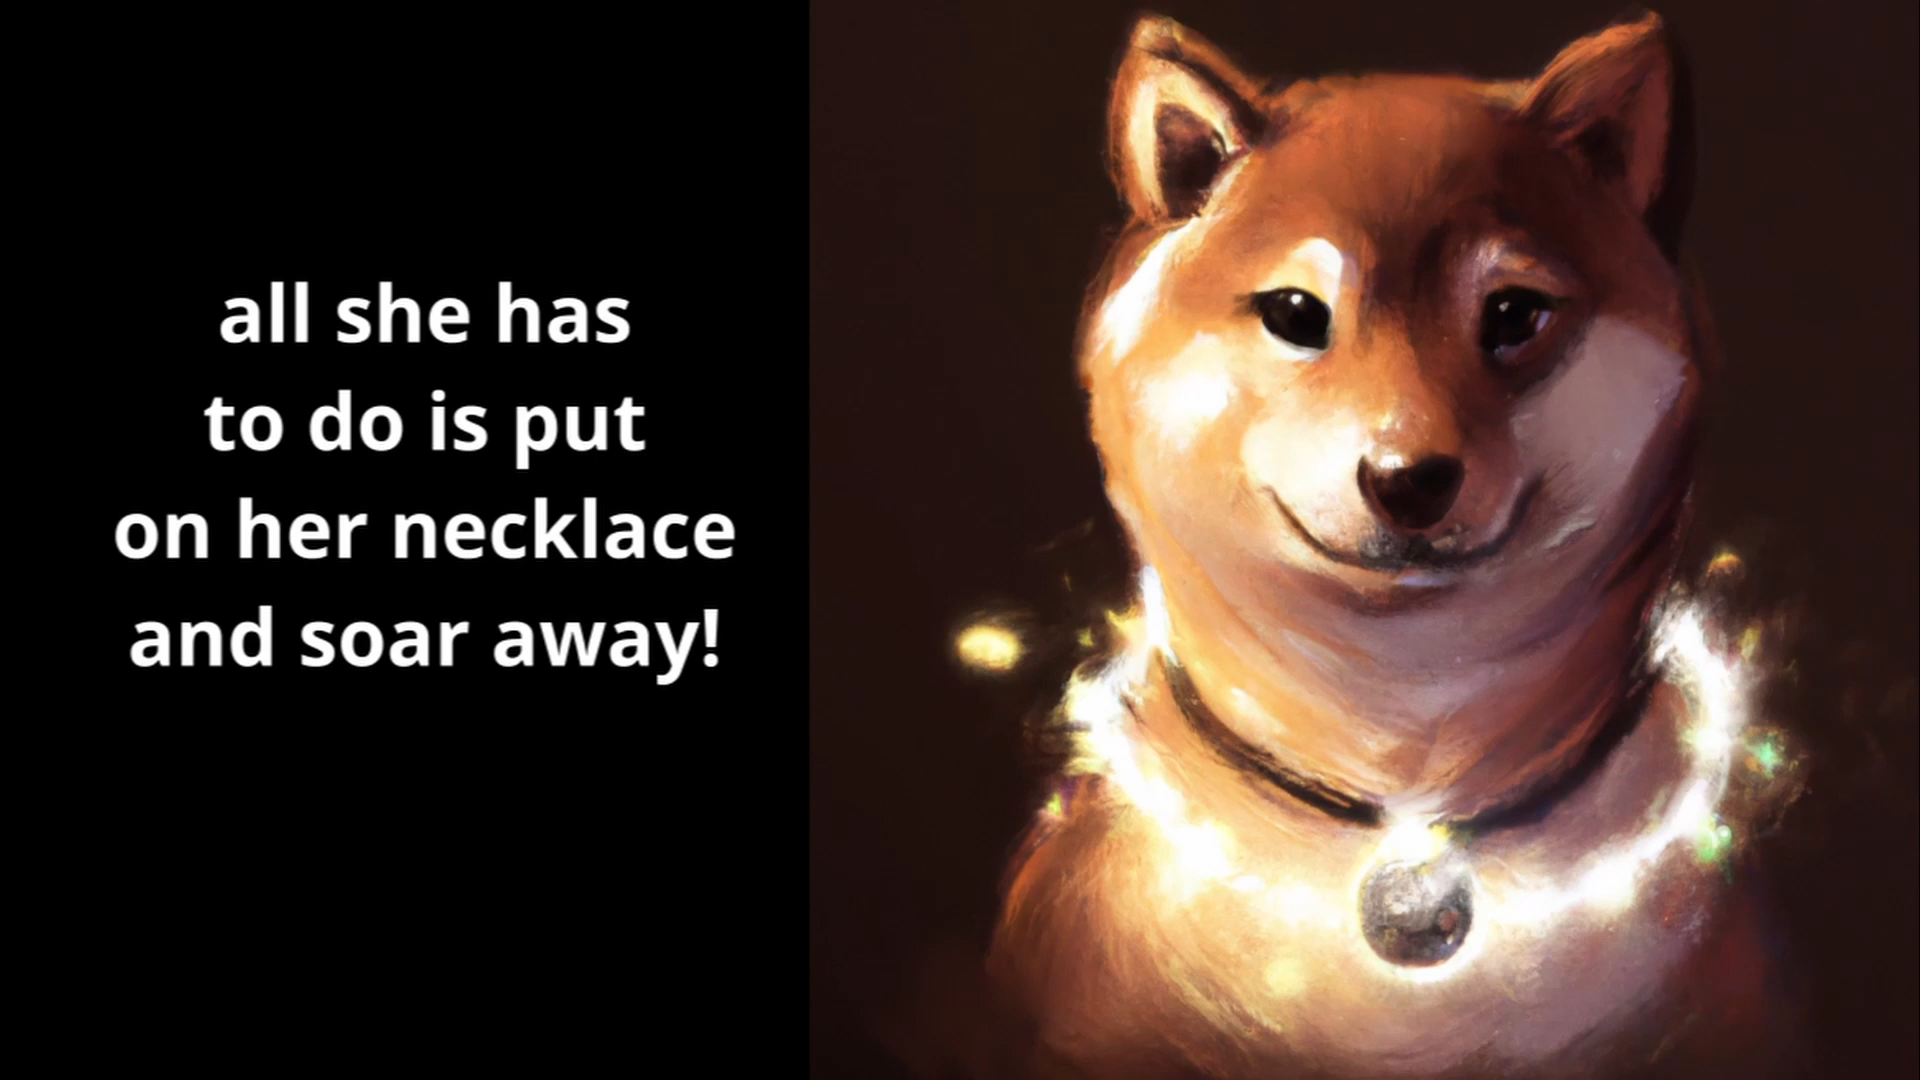 all she has
to do is put
on her necklace
and soar away!